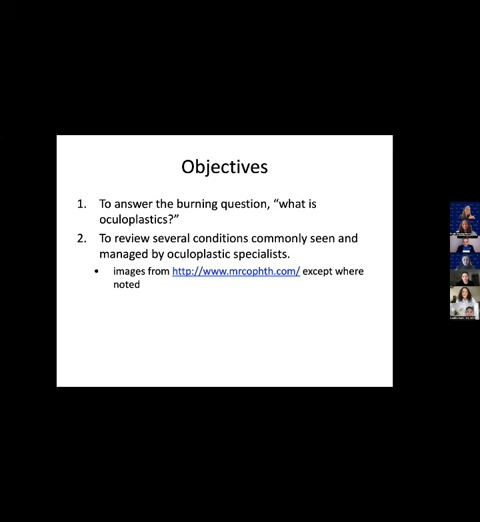 Objectives
1. To answer the burning question, “what is
oculoplastics?”
2. To review several conditions commonly seen and
managed by oculoplastic specialists.
• images from http://www.mrcophth.com/ except where
noted